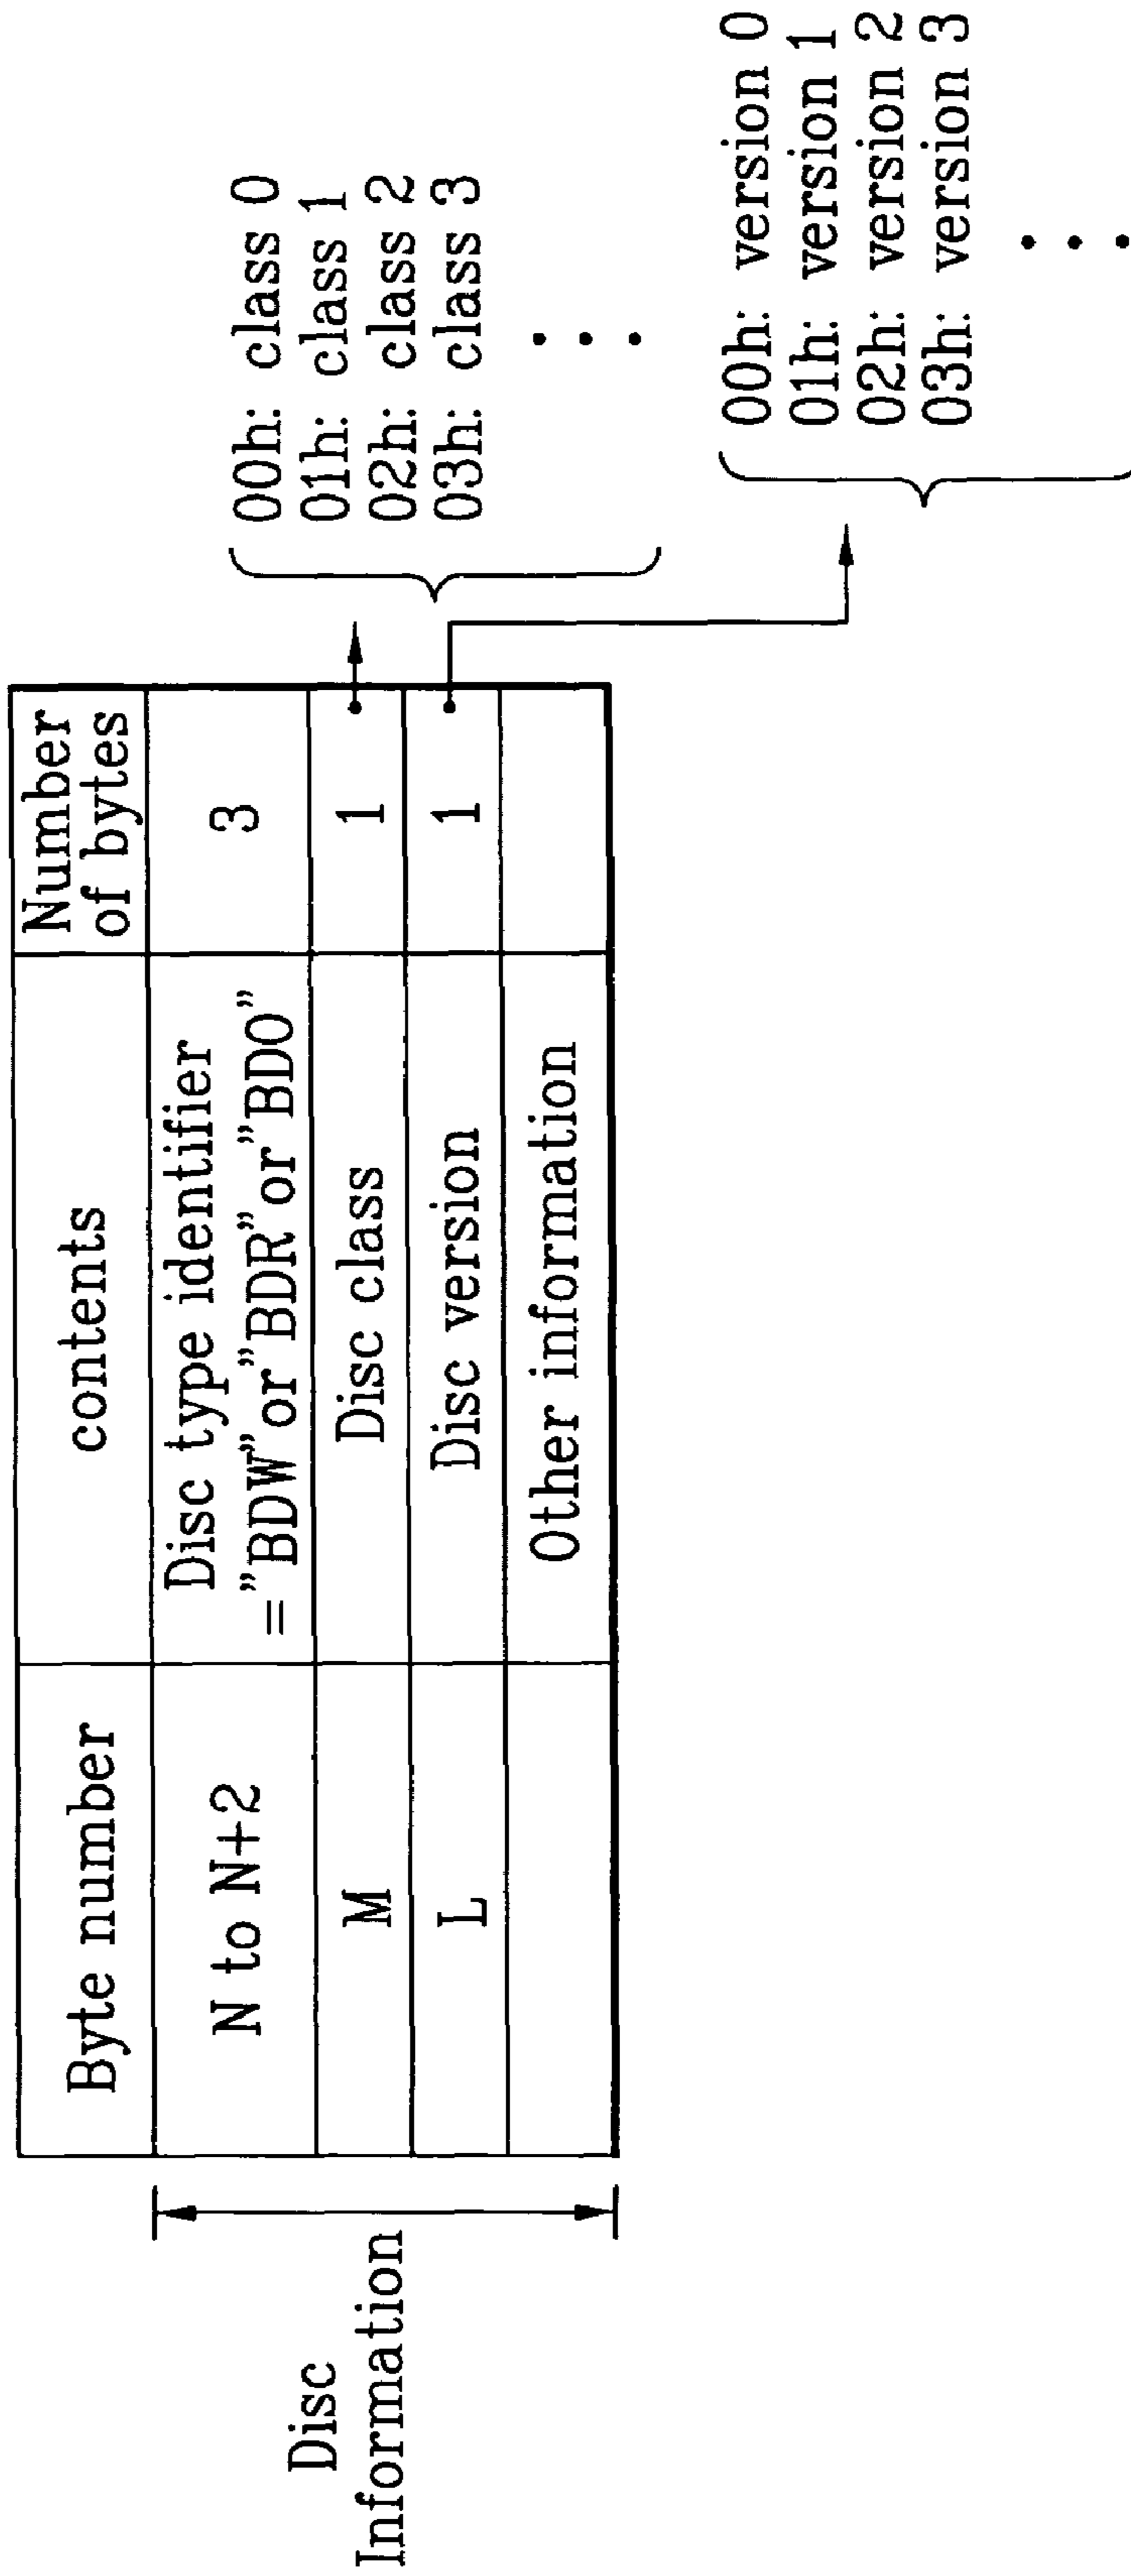 Disc
Information
Byte number
contents
Number
of bytes
N to N+2
Disc type identifier
="BDW"or"BDR"or"BDO"
3
M
Disc class
1
L
Disc version
1
Other information
00h: class 0
01h: class 1
02h: class 2
03h: class 3
00h: version 0
01h: version 1
02h: version 2
03h: version 3